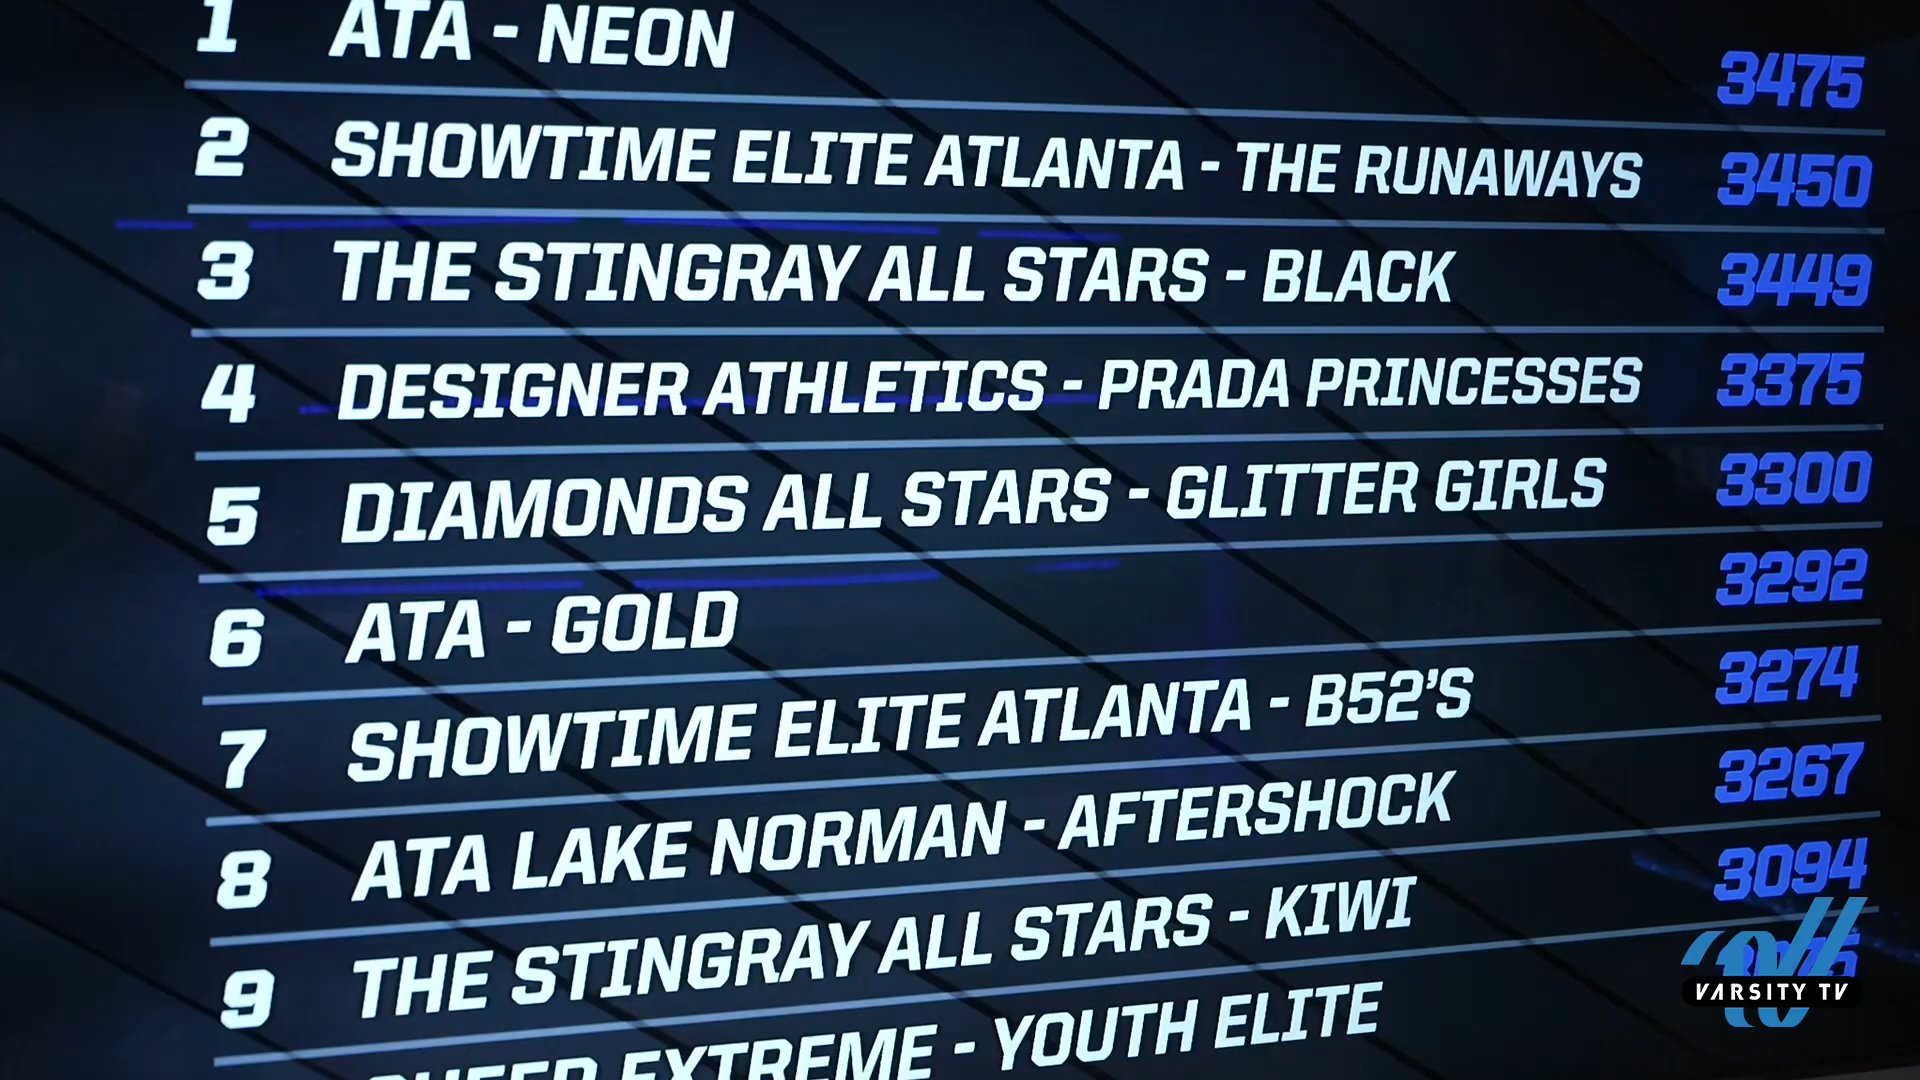 1 ATA - NEON 3475
2 SHOWTIME ELITE ATLANTA - THE RUNAWAYS 3450
3 THE STINGRAY ALL STARS - BLACK 3449
4 DESIGNER ATHLETICS - PRADA PRINCESSES 3375
5 DIAMONDS ALL STARS - GLITTER GIRLS 3300
6 ATA - GOLD 3292
7 SHOWTIME ELITE ATLANTA - B52'S 3274
8 ATA LAKE NORMAN - AFTERSHOCK 3267
9 THE STINGRAY ALL STARS - KIWI 3094
CHEER EXTREME - YOUTH ELITE
VARSITY TV